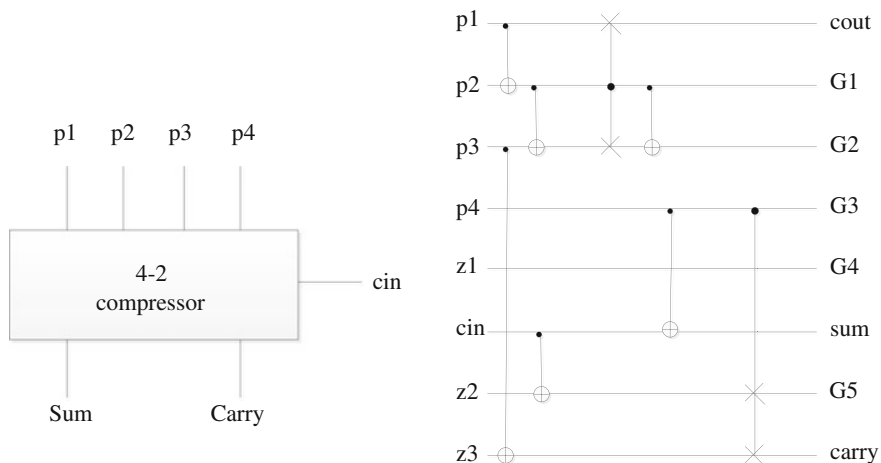 p1 p2 p3 p4
4-2
compressor
cin
Sum Carry
p1 cout
p2 G1
p3 G2
p4 G3
z1 G4
cin sum
z2 G5
z3 carry